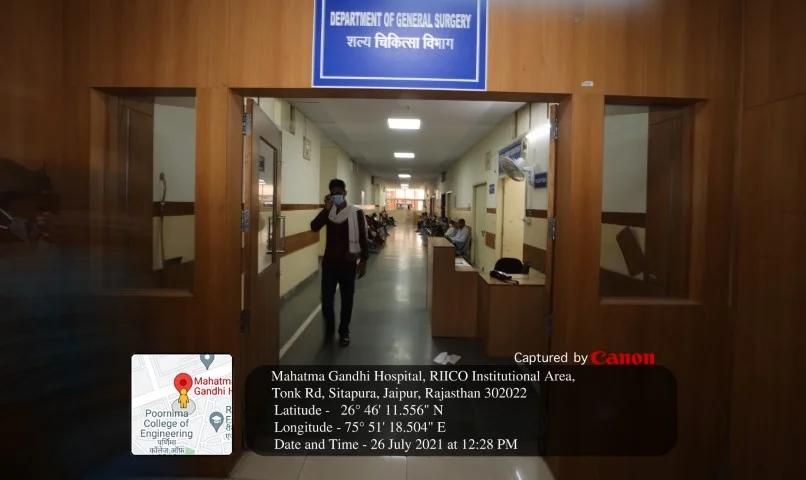 DEPARTMENT OF GENERAL SURGERY
शल्य चिकित्सा विभाग
Captured by Canon
Mahatma
Gandhi H
Poornima
College of
Engineering
पूर्णिमा
कॉलेज ऑफ़
Mahatma Gandhi Hospital, RIICO Institutional Area,
Tonk Rd, Sitapura, Jaipur, Rajasthan 302022
Latitude - 26° 46' 11.556" N
Longitude - 75° 51' 18.504" E
Date and Time - 26 July 2021 at 12:28 PM